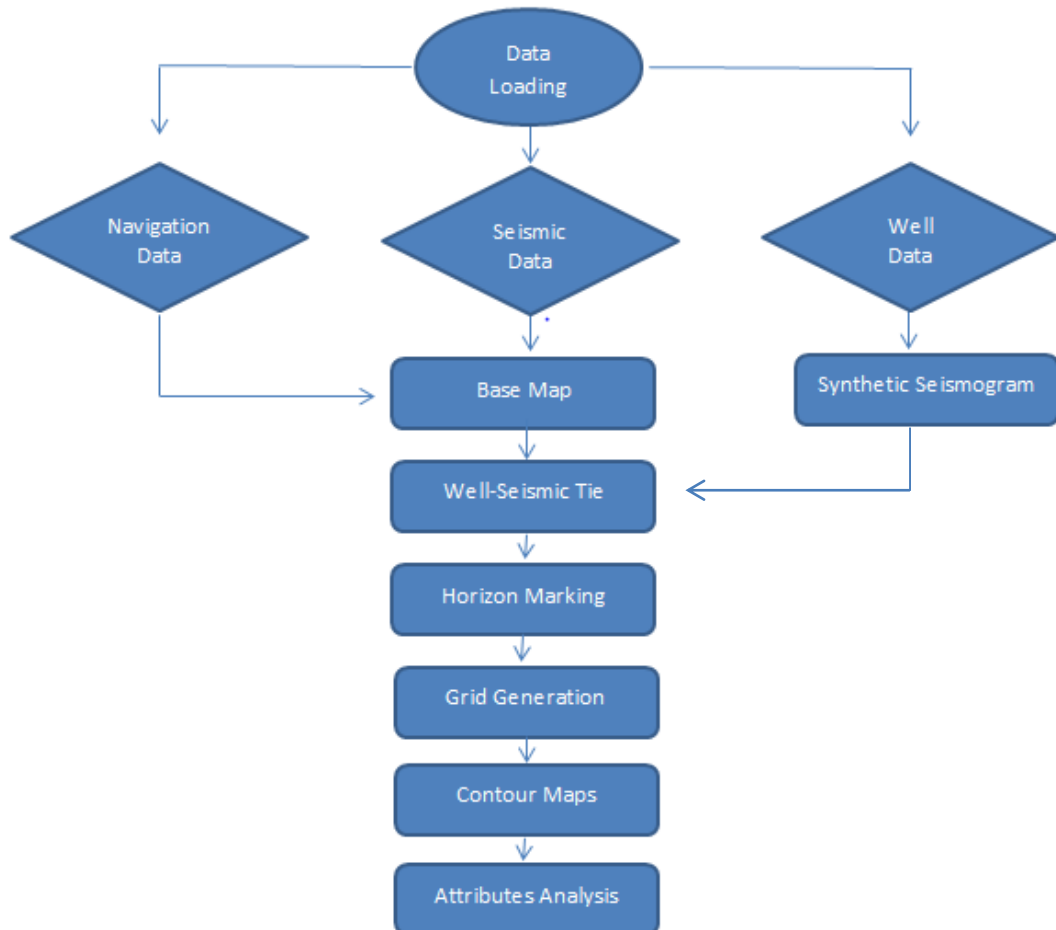 Data
Loading
Navigation
Data
Seismic
Data
Well
Data
Base Map
Synthetic Seismogram
Well-Seismic Tie
Horizon Marking
Grid Generation
Contour Maps
Attributes Analysis